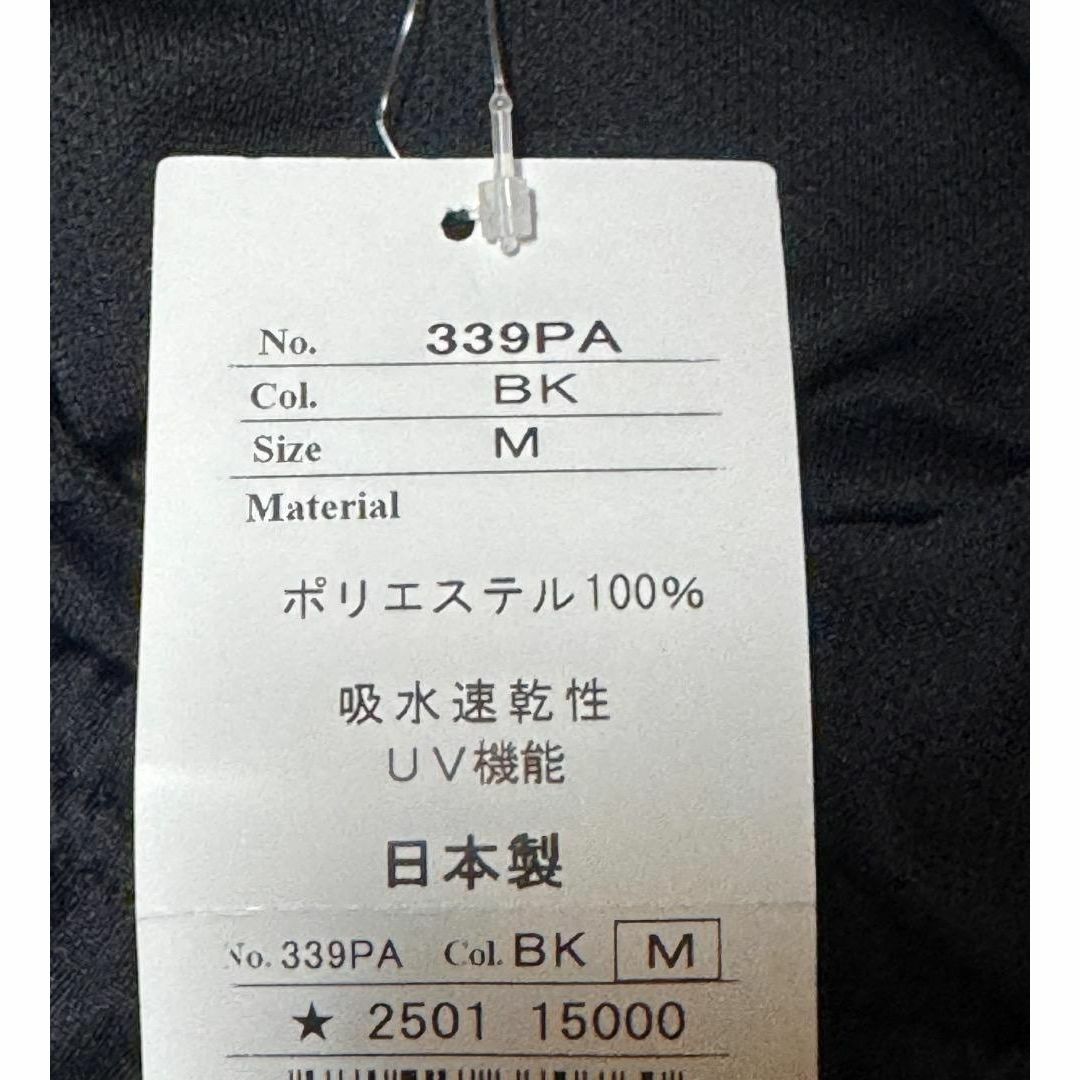 No. 339PA
Col. BK
Size M
Material
ポリエステル100%
吸水速乾性
UV機能
日本製
No. 339PA Col. BK M
★ 2501 15000